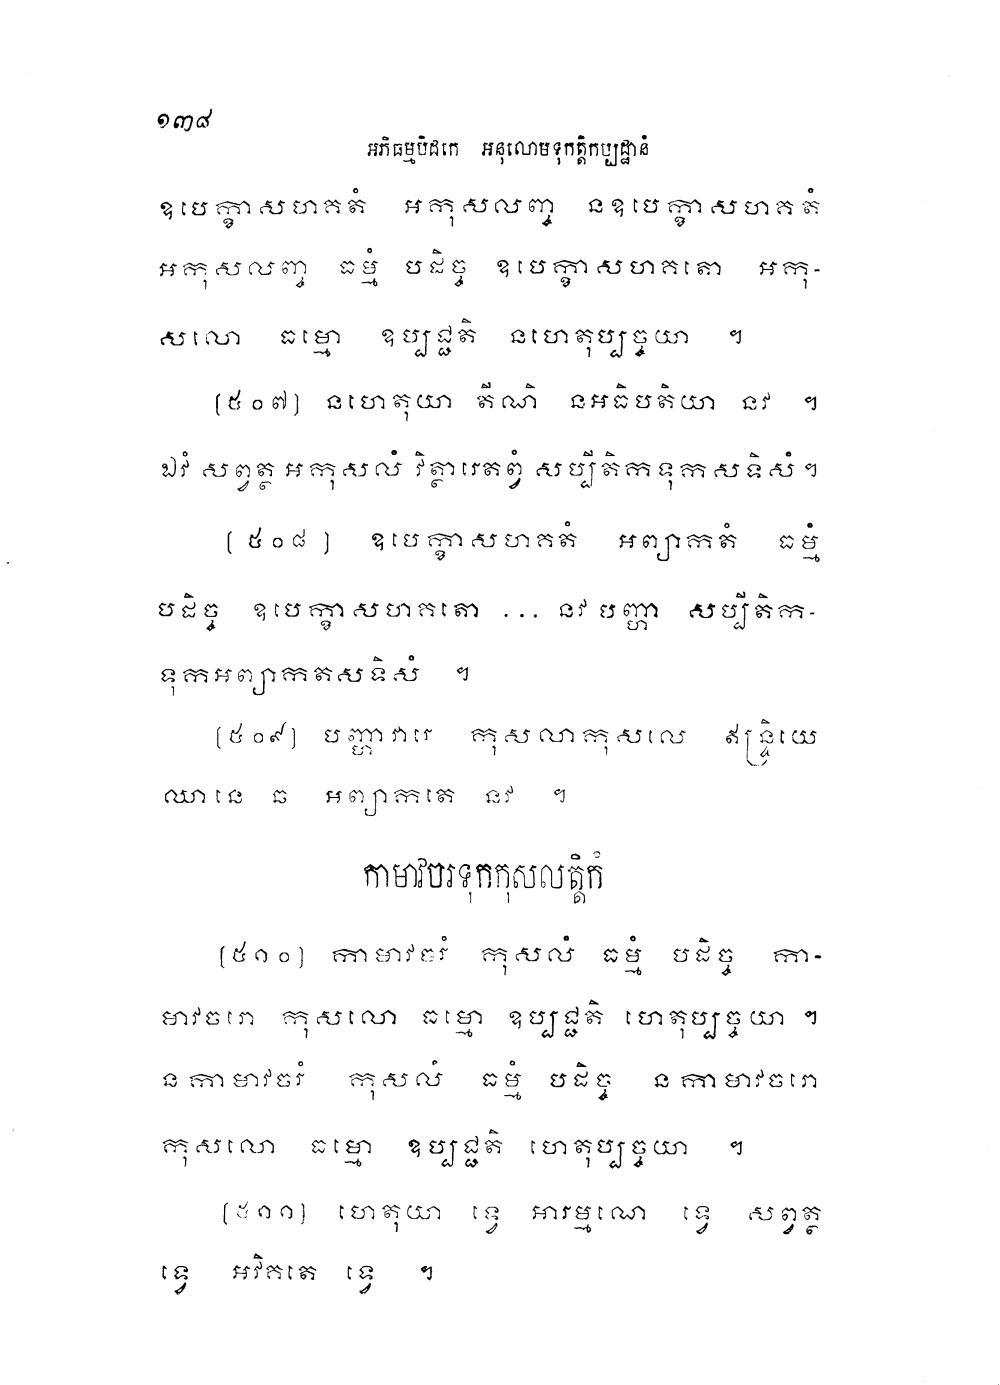 ១៣៨
អភិធម្មបិដកេ អនុលោមទុកត្តិកប្បដ្ឋានំ
ឧបេក្ខាសហគតំ អកុសលញ្ច នឧបេក្ខាសហគតំ
អកុសលញ្ច ធម្មំ បដិច្ច ឧបេក្ខាសហគតោ អកុ-
សលោ ធម្មោ ឧប្បជ្ជតិ នហេតុប្បច្ចយា ។
(៥០៧) នហេតុយា តីណិ នអធិបតិយា នវ ។
ឯវំ សព្វត្ថ អកុសលំ វិត្ថារេតព្វំ សប្បីតិកទុកសទិសំ។
(៥០៨) ឧបេក្ខាសហគតំ អព្យាកតំ ធម្មំ
បដិច្ច ឧបេក្ខាសហគតោ ... នវ បញ្ហា សប្បីតិក-
ទុកអព្យាកតសទិសំ ។
(៥០៩) បញ្ហាវារេ កុសលាកុសលេ ឥន្ទ្រិយេ
ឈានេ ឆ អព្យាកតេ នវ ។
កាមាវចរទុកកុសលត្តិកំ
(៥១០) កាមាវចរំ កុសលំ ធម្មំ បដិច្ច កា-
មាវចរោ កុសលោ ធម្មោ ឧប្បជ្ជតិ ហេតុប្បច្ចយា ។
ន កាមាវចរំ កុសលំ ធម្មំ បដិច្ច ន កាមាវចរោ
កុសលោ ធម្មោ ឧប្បជ្ជតិ ហេតុប្បច្ចយា ។
(៥១១) ហេតុយា ទ្វេ អារម្មណេ ទ្វេ សព្វត្ថ
ទ្វេ អវិគតេ ទ្វេ ។